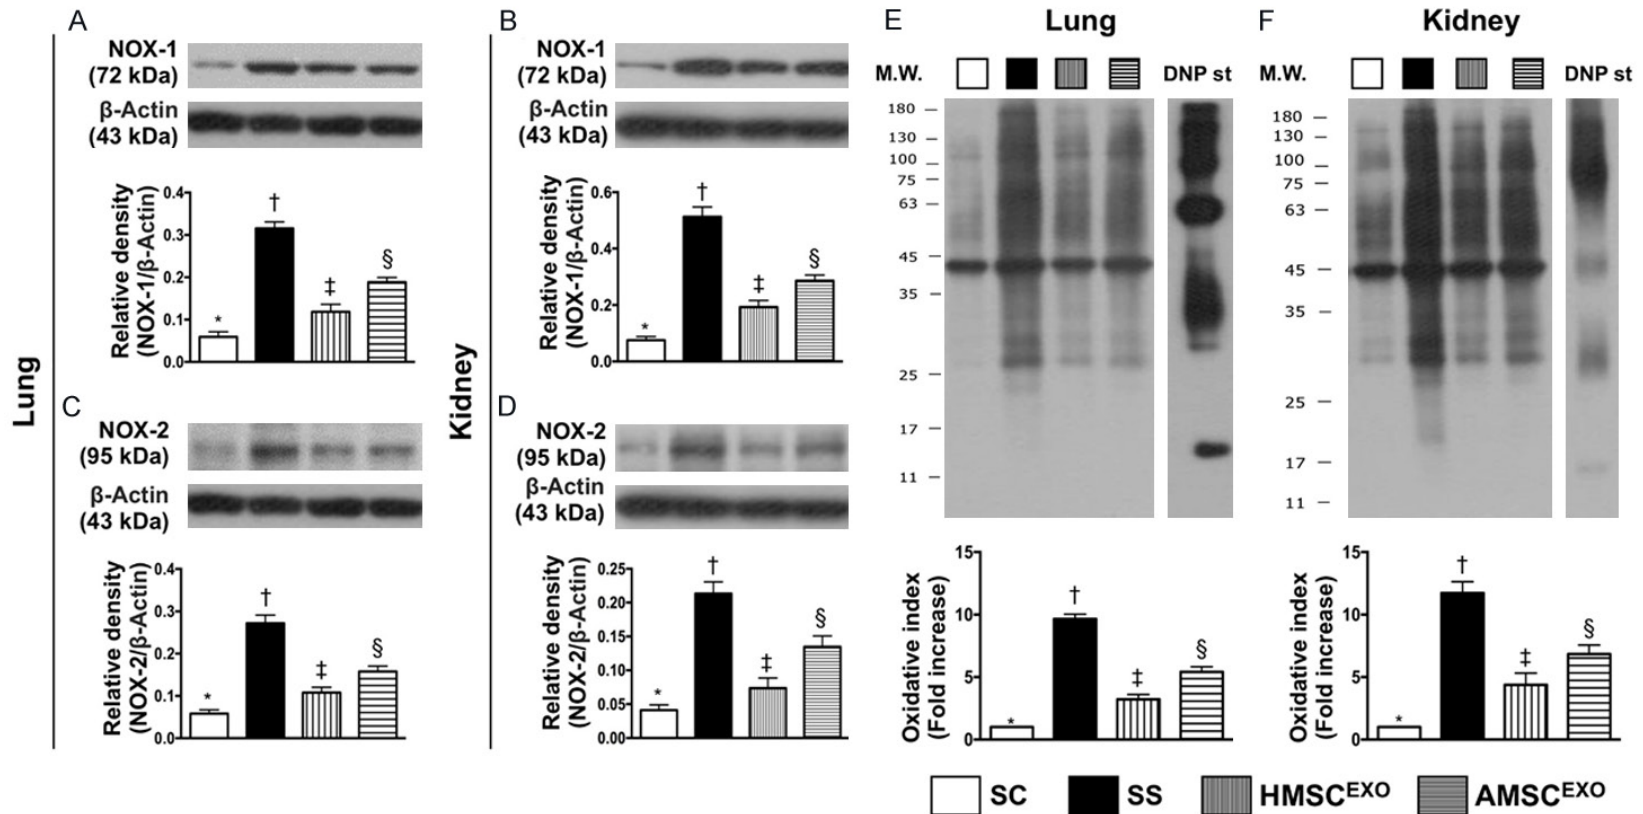 A
NOX-1
(72 kDa)
β-Actin
(43 kDa)
Relative density
(NOX-1/β-Actin)
0.4
0.3
0.2
0.1
0.0
*
†
‡
§
B
NOX-1
(72 kDa)
β-Actin
(43 kDa)
Relative density
(NOX-1/β-Actin)
0.6
0.4
0.2
0.0
*
†
‡
§
Lung
Kidney
C
NOX-2
(95 kDa)
β-Actin
(43 kDa)
Relative density
(NOX-2/β-Actin)
0.4
0.3
0.2
0.1
0.0
*
†
‡
§
D
NOX-2
(95 kDa)
β-Actin
(43 kDa)
Relative density
(NOX-2/β-Actin)
0.25
0.20
0.15
0.10
0.05
0.00
*
†
‡
§
E
Lung
M.W.
DNP st
180
130
100
75
63
45
35
25
17
11
Oxidative index
(Fold increase)
15
10
5
0
*
†
‡
§
F
Kidney
M.W.
DNP st
180
130
100
75
63
45
35
25
17
11
Oxidative index
(Fold increase)
15
10
5
0
*
†
‡
§
SC SS HMSCEXO AMSCEXO